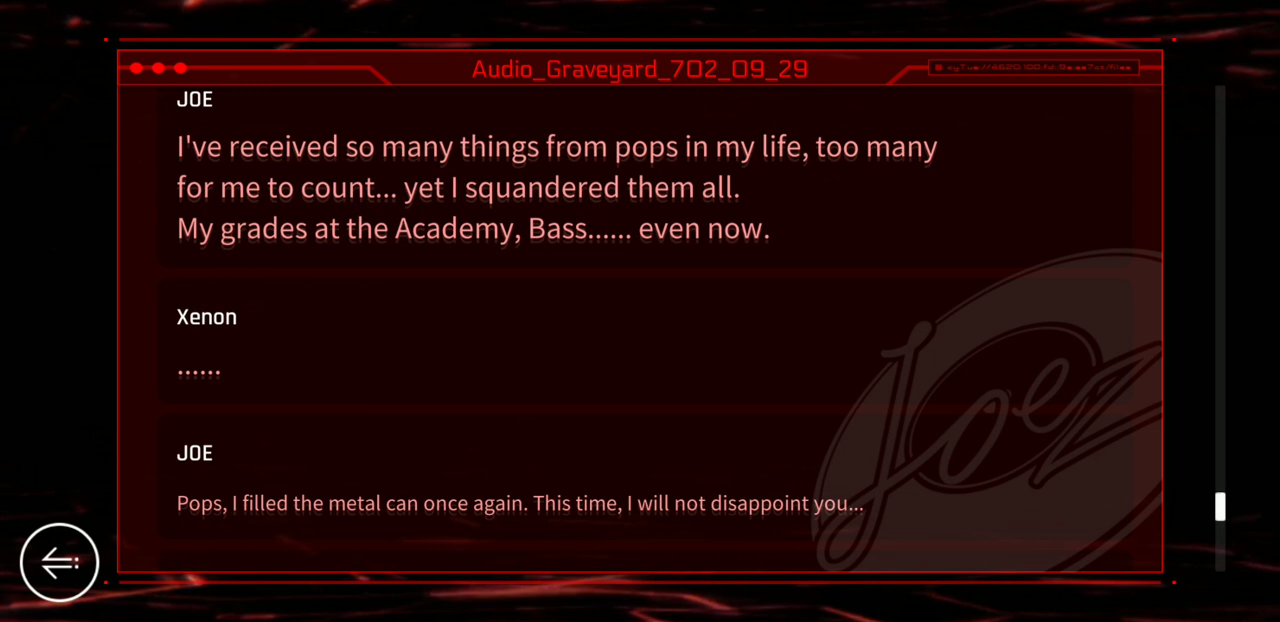 Audio_Graveyard_702_09_29
JOE
I've received so many things from pops in my life, too many
for me to count... yet I squandered them all.
My grades at the Academy, Bass...... even now.
Xenon
......
JOE
Pops, I filled the metal can once again. This time, I will not disappoint you...
Joez